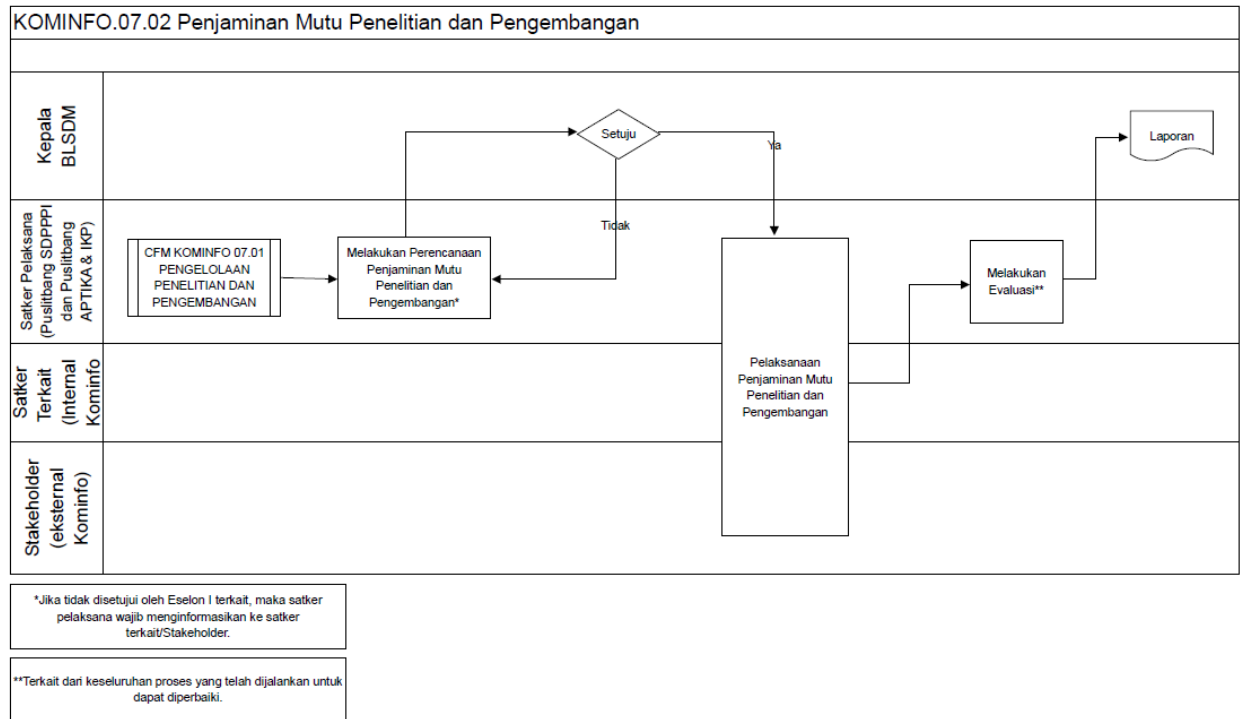 KOMINFO.07.02 Penjaminan Mutu Penelitian dan Pengembangan
Kepala
BLSDM
Setuju
Ya
Laporan
Satker Pelaksana
(Puslitbang SDPPPI
dan Puslitbang
APTIKA & IKP)
Tidak
CFM KOMINFO 07.01
PENGELOLAAN
PENELITIAN DAN
PENGEMBANGAN
Melakukan Perencanaan
Penjaminan Mutu
Penelitian dan
Pengembangan*
Melakukan
Evaluasi**
Satker
Terkait
(Internal
Kominfo
Pelaksanaan
Penjaminan Mutu
Penelitian dan
Pengembangan
Stakeholder
(eksternal
Kominfo)
*Jika tidak disetujui oleh Eselon I terkait, maka satker
pelaksana wajib menginformasikan ke satker
terkait/Stakeholder.
**Terkait dari keseluruhan proses yang telah dijalankan untuk
dapat diperbaiki.